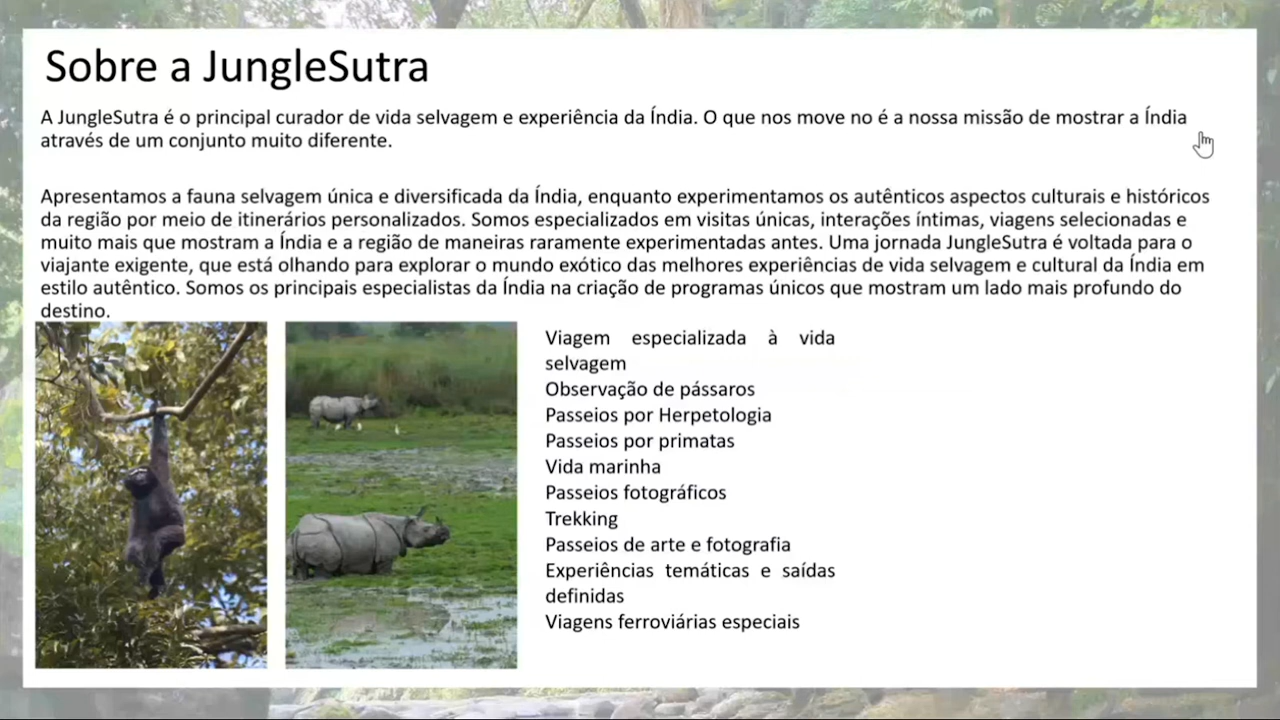 Sobre a JungleSutra
A JungleSutra é o principal curador de vida selvagem e experiência da Índia. O que nos move no é a nossa missão de mostrar a Índia
através de um conjunto muito diferente.
Apresentamos a fauna selvagem única e diversificada da Índia, enquanto experimentamos os autênticos aspectos culturais e históricos
da região por meio de itinerários personalizados. Somos especializados em visitas únicas, interações íntimas, viagens selecionadas e
muito mais que mostram a Índia e a região de maneiras raramente experimentadas antes. Uma jornada JungleSutra é voltada para o
viajante exigente, que está olhando para explorar o mundo exótico das melhores experiências de vida selvagem e cultural da Índia em
estilo autêntico. Somos os principais especialistas da Índia na criação de programas únicos que mostram um lado mais profundo do
destino.
Viagem especializada à vida
selvagem
Observação de pássaros
Passeios por Herpetologia
Passeios por primatas
Vida marinha
Passeios fotográficos
Trekking
Passeios de arte e fotografia
Experiências temáticas e saídas
definidas
Viagens ferroviárias especiais